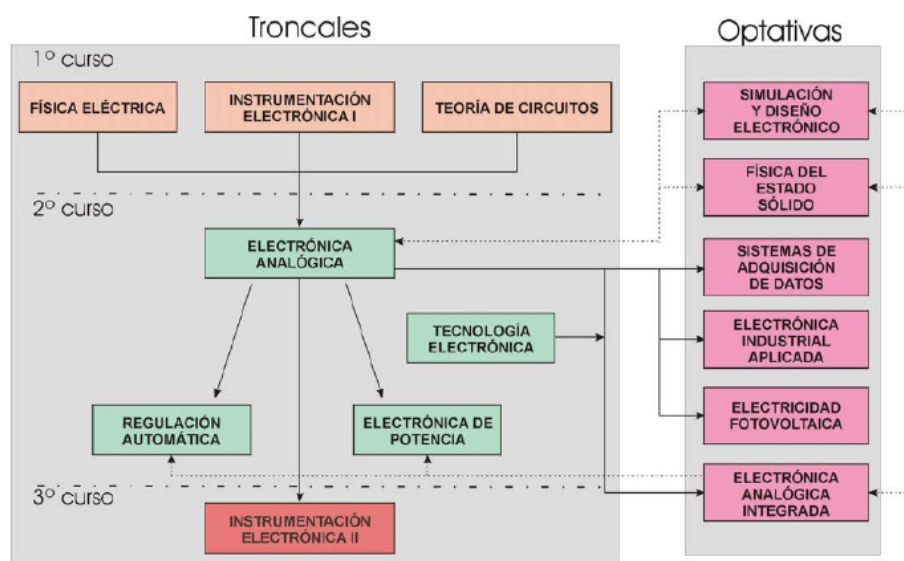 Troncales
1º curso
FÍSICA ELÉCTRICA
INSTRUMENTACIÓN
ELECTRÓNICA I
TEORÍA DE CIRCUITOS
2º curso
ELECTRÓNICA
ANALÓGICA
TECNOLOGÍA
ELECTRÓNICA
REGULACIÓN
AUTOMÁTICA
ELECTRÓNICA DE
POTENCIA
3º curso
INSTRUMENTACIÓN
ELECTRÓNICA II
Optativas
SIMULACIÓN
Y DISEÑO
ELECTRÓNICO
FÍSICA DEL
ESTADO
SÓLIDO
SISTEMAS DE
ADQUISICIÓN
DE DATOS
ELECTRÓNICA
INDUSTRIAL
APLICADA
ELECTRICIDAD
FOTOVOLTAICA
ELECTRÓNICA
ANALÓGICA
INTEGRADA